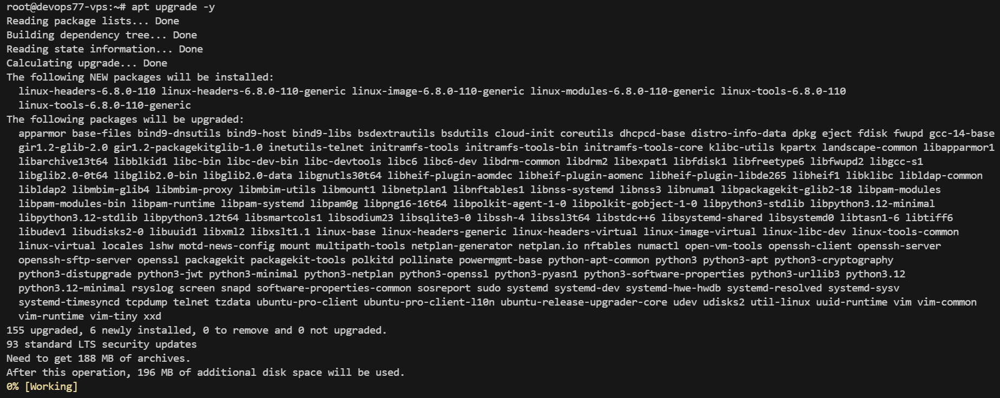 root@devops77-vps:~# apt upgrade -y
Reading package lists... Done
Building dependency tree... Done
Reading state information... Done
Calculating upgrade... Done
The following NEW packages will be installed:
  linux-headers-6.8.0-110 linux-headers-6.8.0-110-generic linux-image-6.8.0-110-generic linux-modules-6.8.0-110-generic linux-tools-6.8.0-110
  linux-tools-6.8.0-110-generic
The following packages will be upgraded:
  apparmor base-files bind9-dnsutils bind9-host bind9-libs bsdextrautils bsdutils cloud-init coreutils dhcpcd-base distro-info-data dpkg eject fdisk fwupd gcc-14-base
  gir1.2-glib-2.0 gir1.2-packagekitglib-1.0 inetutils-telnet initramfs-tools initramfs-tools-bin initramfs-tools-core klibc-utils kpartx landscape-common libapparmor1
  libarchive13t64 libblkid1 libc-bin libc-dev-bin libc-devtools libc6 libc6-dev libdrm-common libdrm2 libexpat1 libfdisk1 libfreetype6 libfwupd2 libgcc-s1
  libglib2.0-0t64 libglib2.0-bin libglib2.0-data libgnutls30t64 libheif-plugin-aomdec libheif-plugin-aomenc libheif-plugin-libde265 libheif1 libklibc libldap-common
  libldap2 libmbim-glib4 libmbim-proxy libmbim-utils libmount1 libnetplan1 libnftables1 libnss-systemd libnss3 libnuma1 libpackagekit-glib2-18 libpam-modules
  libpam-modules-bin libpam-runtime libpam-systemd libpam0g libpng16-16t64 libpolkit-agent-1-0 libpolkit-gobject-1-0 libpython3-stdlib libpython3.12-minimal
  libpython3.12-stdlib libpython3.12t64 libsmartcols1 libsodium23 libsqlite3-0 libssh-4 libssl3t64 libstdc++6 libsystemd-shared libsystemd0 libtasn1-6 libtiff6
  libudev1 libudisks2-0 libuuid1 libxml2 libxslt1.1 linux-base linux-headers-generic linux-headers-virtual linux-image-virtual linux-libc-dev linux-tools-common
  linux-virtual locales lshw motd-news-config mount multipath-tools netplan-generator netplan.io nftables numactl open-vm-tools openssh-client openssh-server
  openssh-sftp-server openssl packagekit packagekit-tools polkitd pollinate powermgmt-base python-apt-common python3 python3-apt python3-cryptography
  python3-distupgrade python3-jwt python3-minimal python3-netplan python3-openssl python3-pyasn1 python3-software-properties python3-urllib3 python3.12
  python3.12-minimal rsyslog screen snapd software-properties-common sosreport sudo systemd systemd-dev systemd-hwe-hwdb systemd-resolved systemd-sysv
  systemd-timesyncd tcpdump telnet tzdata ubuntu-pro-client ubuntu-pro-client-l10n ubuntu-release-upgrader-core udev udisks2 util-linux uuid-runtime vim vim-common
  vim-runtime vim-tiny xxd
155 upgraded, 6 newly installed, 0 to remove and 0 not upgraded.
93 standard LTS security updates
Need to get 188 MB of archives.
After this operation, 196 MB of additional disk space will be used.
0% [Working]